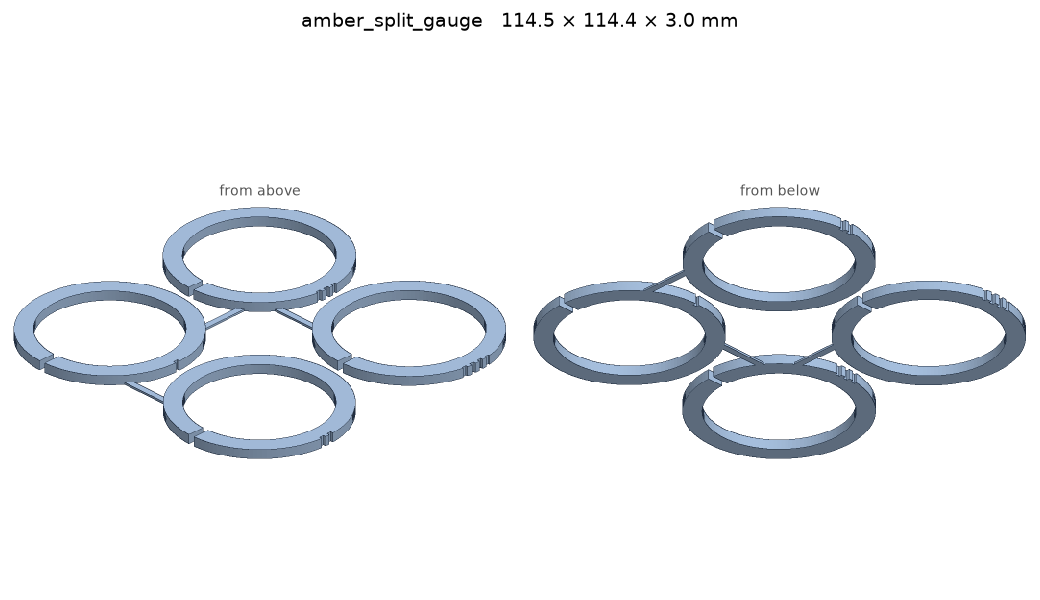 amber_split_gauge   114.5 × 114.4 × 3.0 mm
from above
from below